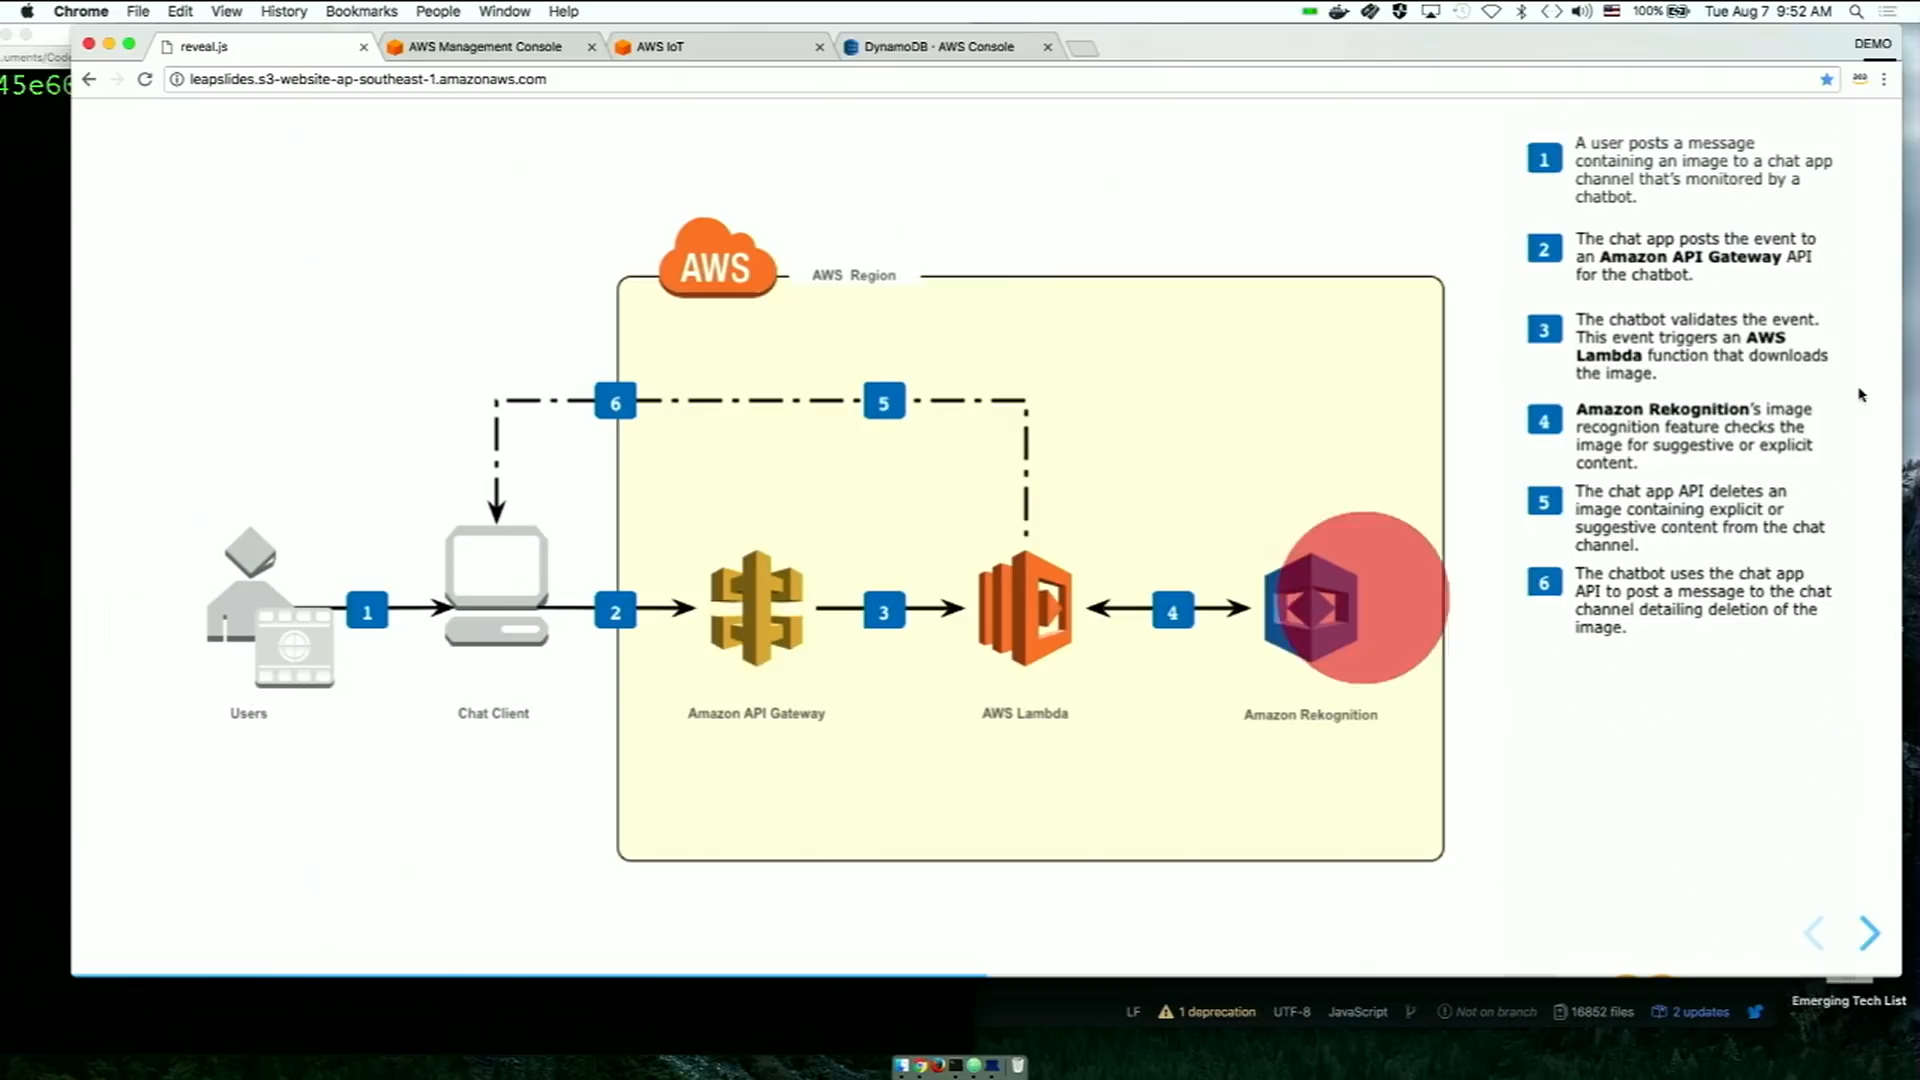 Chrome File Edit View History Bookmarks People Window Help 100% Tue Aug 7 9:52 AM
reveal.js AWS Management Console AWS IoT DynamoDB - AWS Console DEMO
leapslides.s3-website-ap-southeast-1.amazonaws.com
.uments/Code
45e6
AWS
AWS Region
6 5
1 2 3 4
Users Chat Client Amazon API Gateway AWS Lambda Amazon Rekognition
1 A user posts a message
containing an image to a chat app
channel that's monitored by a
chatbot.
2 The chat app posts the event to
an Amazon API Gateway API
for the chatbot.
3 The chatbot validates the event.
This event triggers an AWS
Lambda function that downloads
the image.
4 Amazon Rekognition's image
recognition feature checks the
image for suggestive or explicit
content.
5 The chat app API deletes an
image containing explicit or
suggestive content from the chat
channel.
6 The chatbot uses the chat app
API to post a message to the chat
channel detailing deletion of the
image.
Emerging Tech List
LF 1 deprecation UTF-8 JavaScript Not on branch 16852 files 2 updates